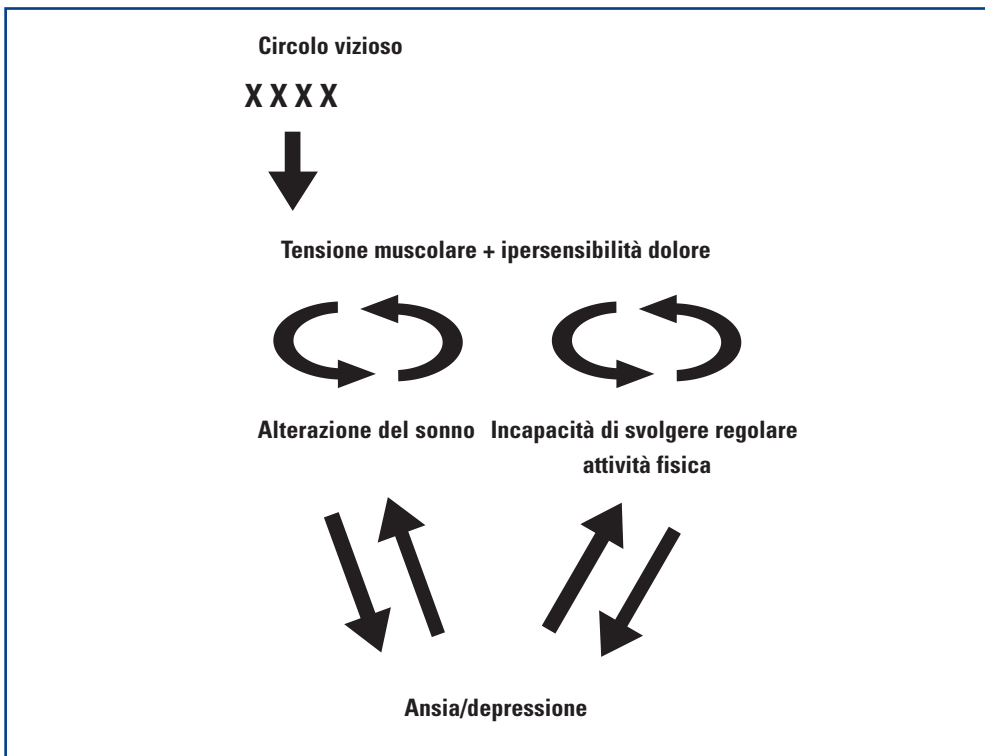 Circolo vizioso
X X X X
Tensione muscolare + ipersensibilità dolore
Alterazione del sonno
Incapacità di svolgere regolare
attività fisica
Ansia/depressione